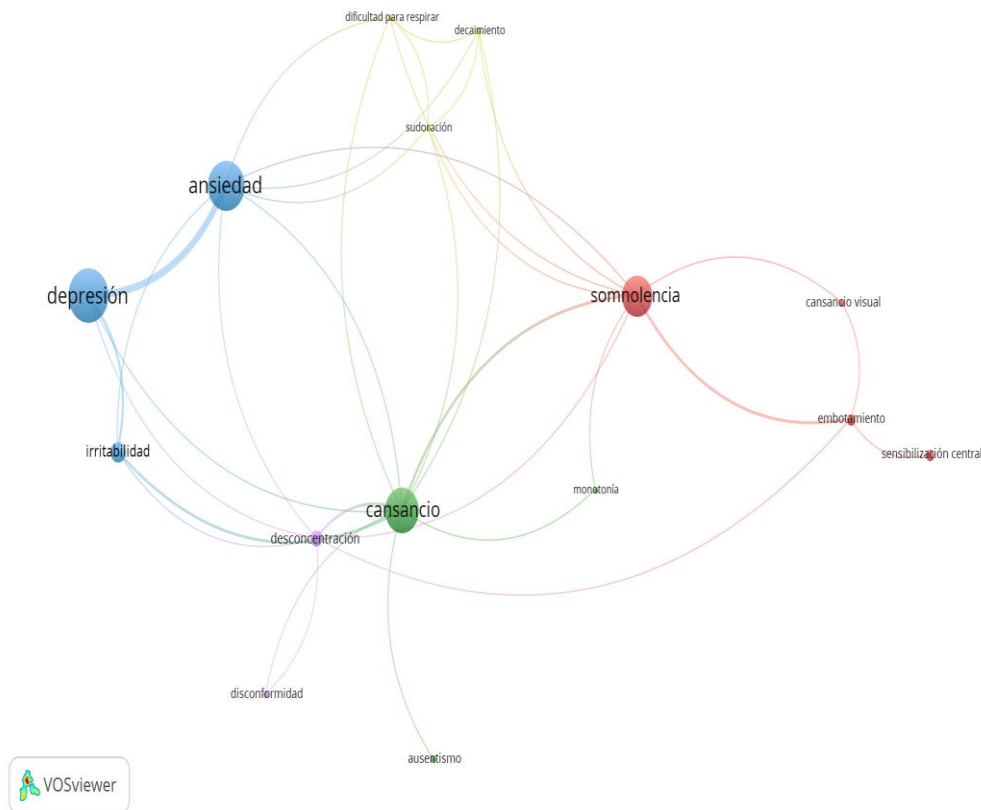 dificultad para respirar
decaimiento
sudoración
ansiedad
depresión
somnolencia
cansancio visual
embotamiento
irritabilidad
sensibilización central
monotonía
cansancio
desconcentración
disconformidad
ausentismo
VOSviewer